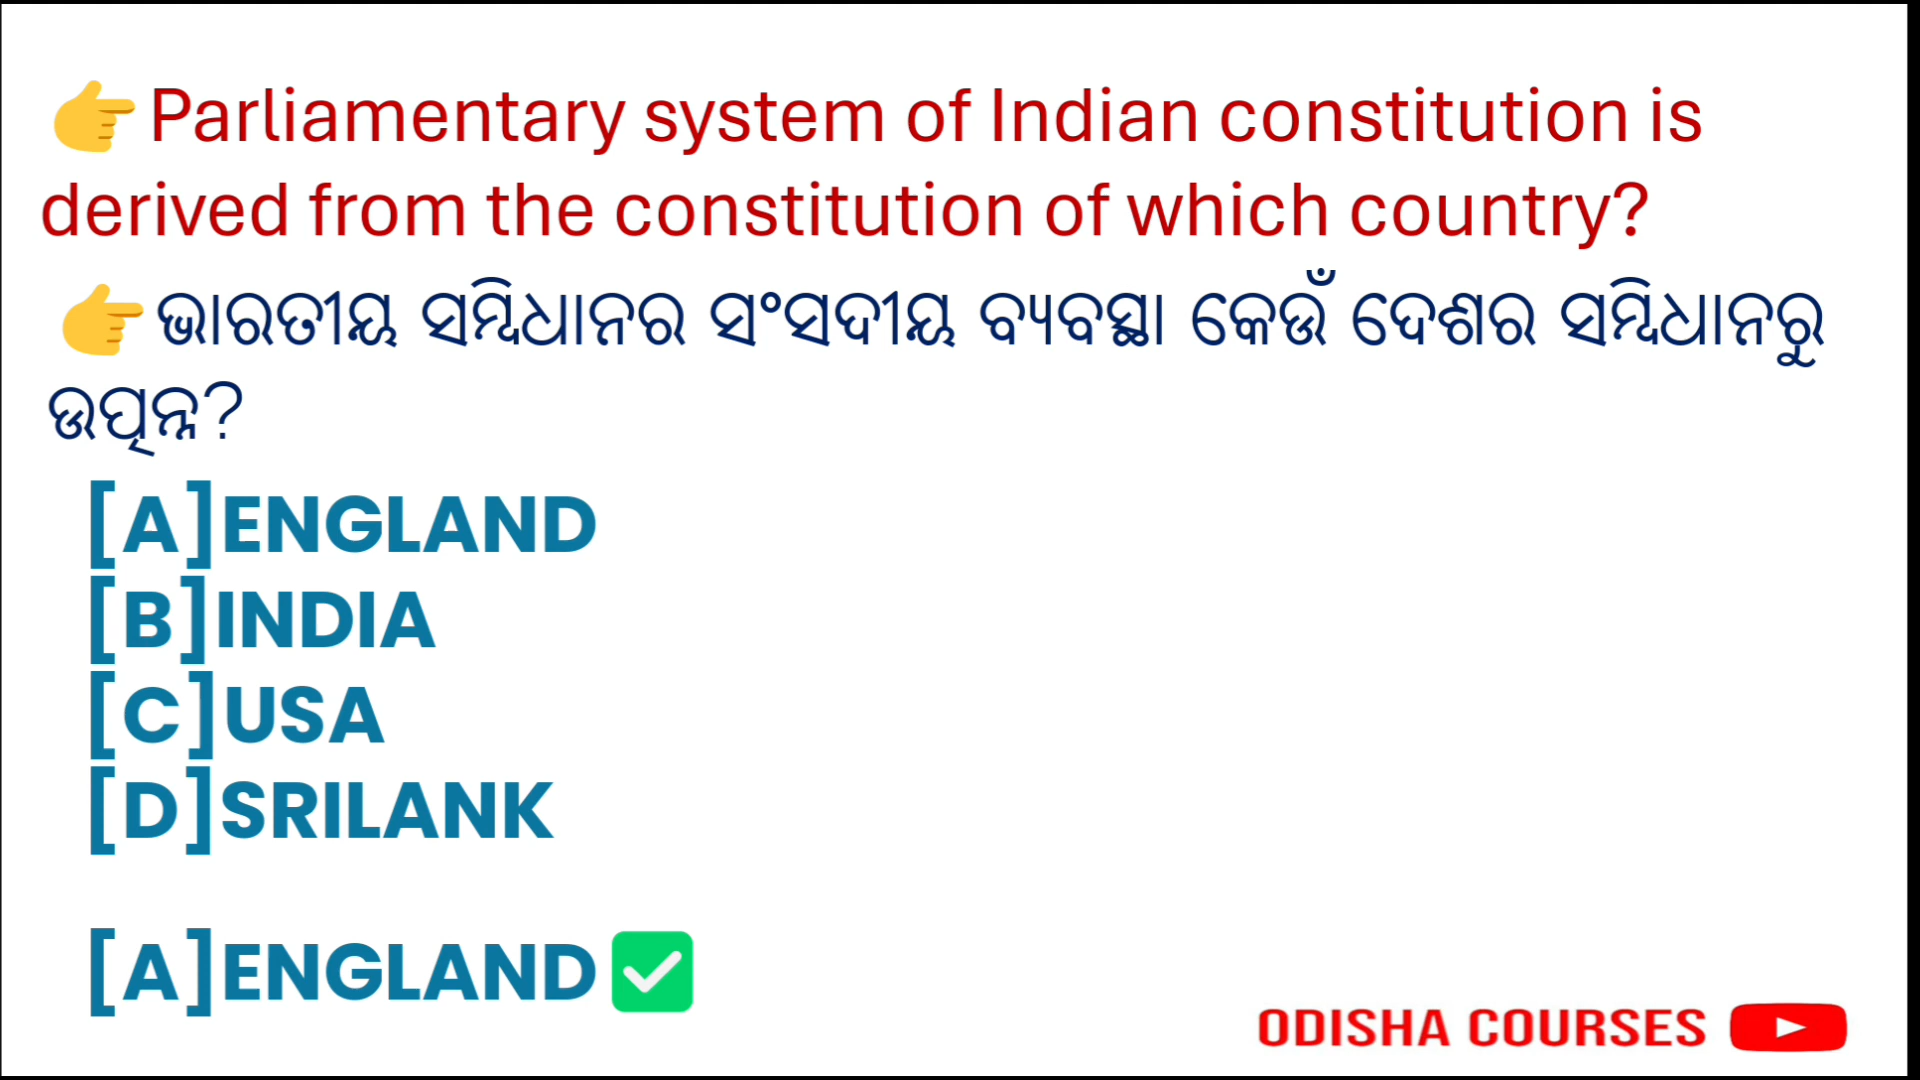 👉Parliamentary system of Indian constitution is
derived from the constitution of which country?
👉ଭାରତୀୟ ସମ୍ବିଧାନର ସଂସଦୀୟ ବ୍ୟବସ୍ଥା କେଉଁ ଦେଶର ସମ୍ବିଧାନରୁ
ଉତ୍ପନ୍ନ?
[A]ENGLAND
[B]INDIA
[C]USA
[D]SRILANK
[A]ENGLAND✅
ODISHA COURSES